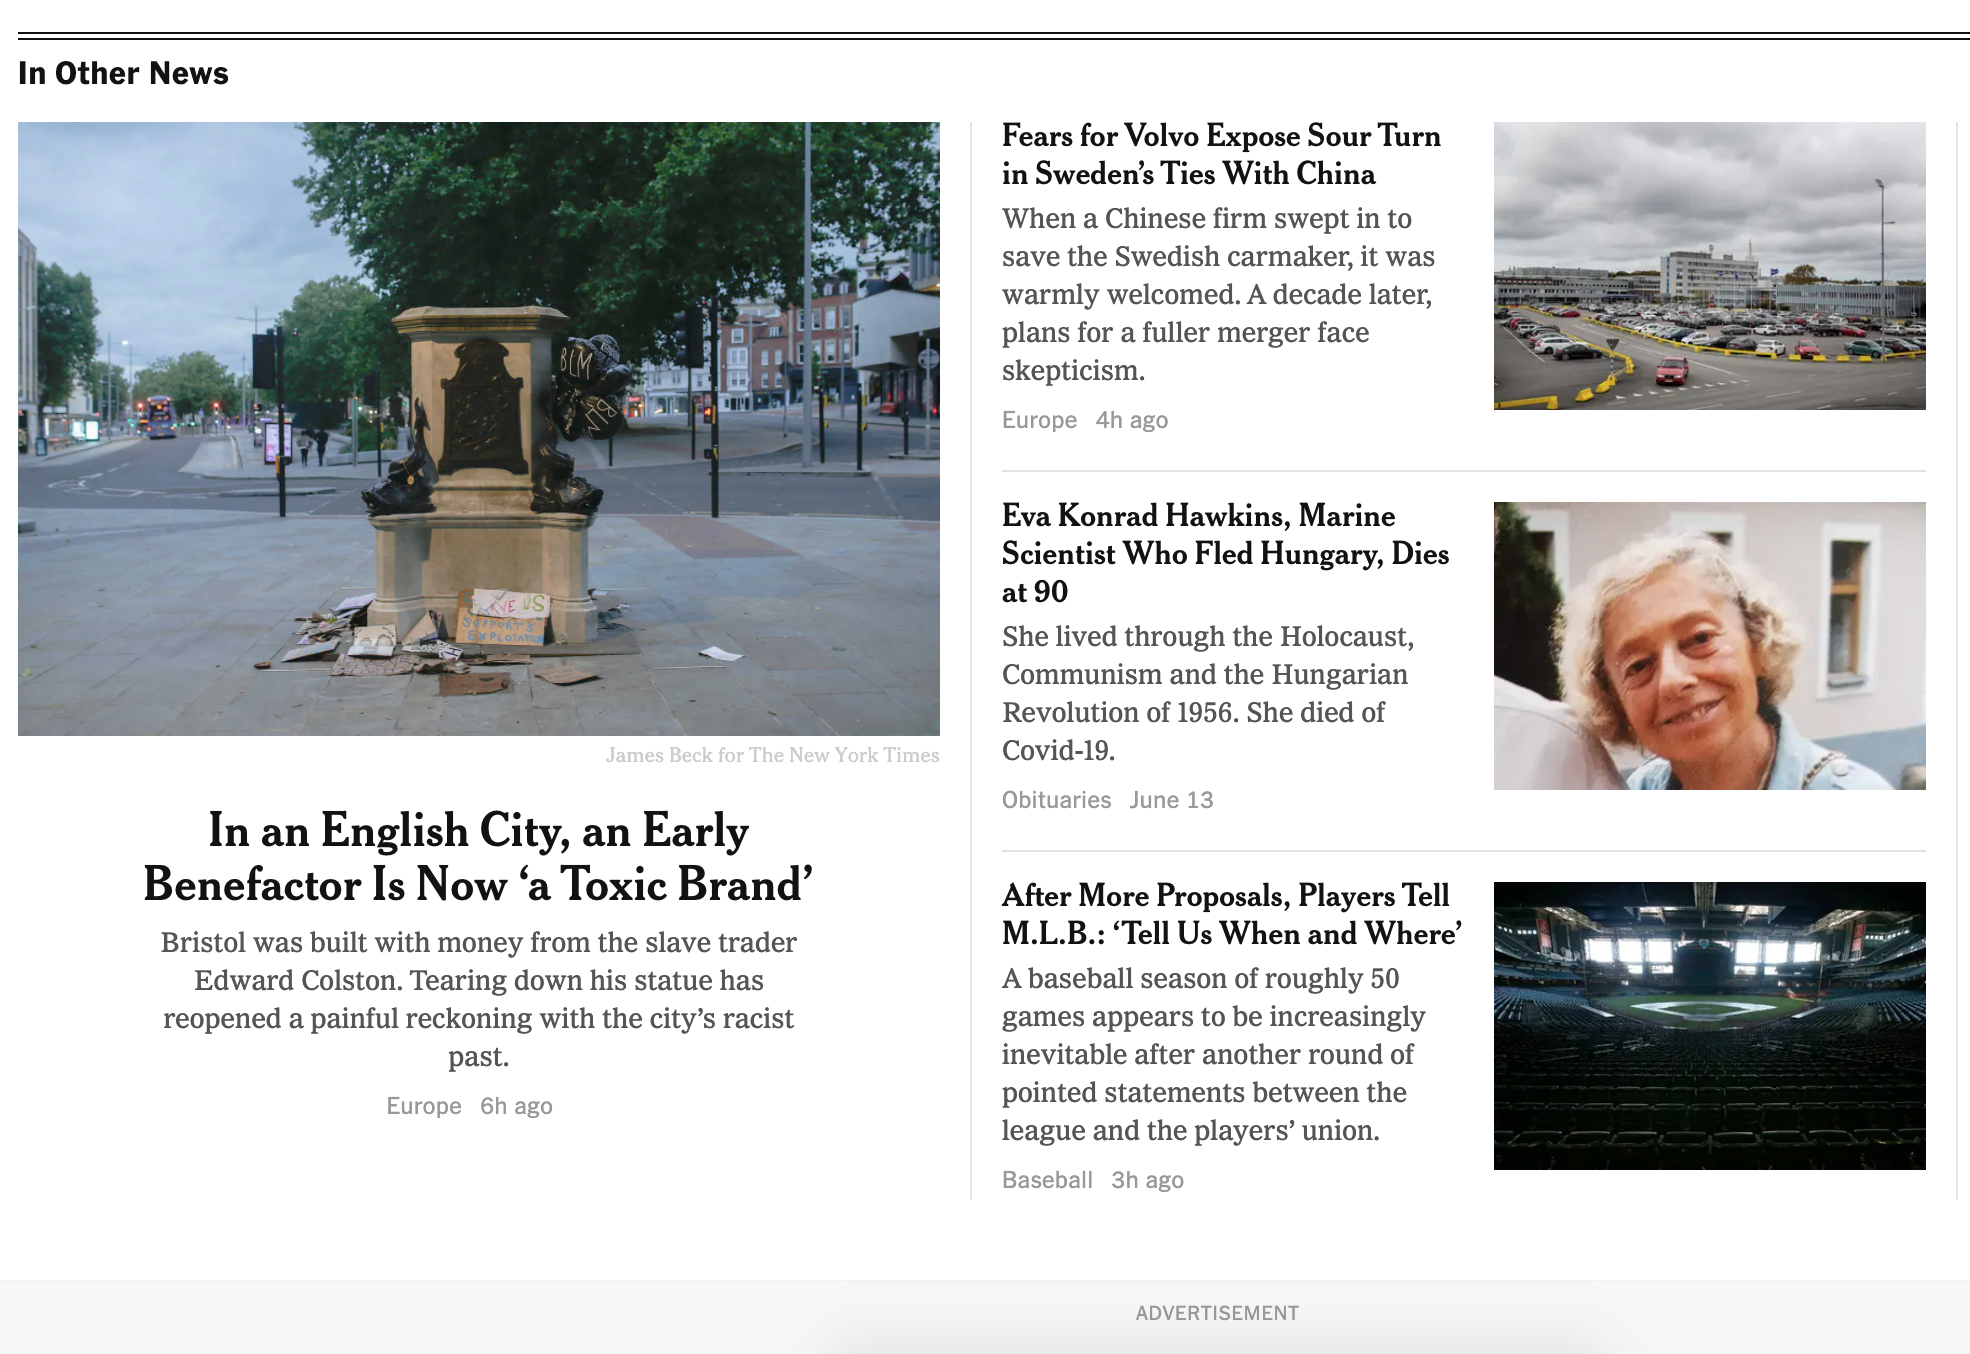 In Other News
BLM
BLM
SUPPORTS
EXPLOTATION
James Beck for The New York Times
In an English City, an Early
Benefactor Is Now ‘a Toxic Brand’
Bristol was built with money from the slave trader
Edward Colston. Tearing down his statue has
reopened a painful reckoning with the city’s racist
past.
Europe 6h ago
Fears for Volvo Expose Sour Turn
in Sweden’s Ties With China
When a Chinese firm swept in to
save the Swedish carmaker, it was
warmly welcomed. A decade later,
plans for a fuller merger face
skepticism.
Europe 4h ago
Eva Konrad Hawkins, Marine
Scientist Who Fled Hungary, Dies
at 90
She lived through the Holocaust,
Communism and the Hungarian
Revolution of 1956. She died of
Covid-19.
Obituaries June 13
After More Proposals, Players Tell
M.L.B.: ‘Tell Us When and Where’
A baseball season of roughly 50
games appears to be increasingly
inevitable after another round of
pointed statements between the
league and the players’ union.
Baseball 3h ago
ADVERTISEMENT